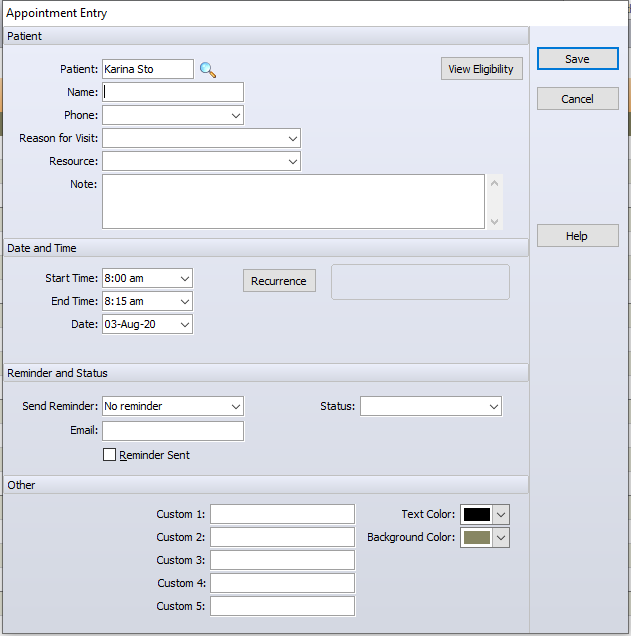 Appointment Entry
Patient
Patient: Karina Sto View Eligibility Save
Name: Cancel
Phone:
Reason for Visit:
Resource:
Note:
Help
Date and Time
Start Time: 8:00 am Recurrence
End Time: 8:15 am
Date: 03-Aug-20
Reminder and Status
Send Reminder: No reminder Status:
Email:
Reminder Sent
Other
Custom 1: Text Color:
Custom 2: Background Color:
Custom 3:
Custom 4:
Custom 5: